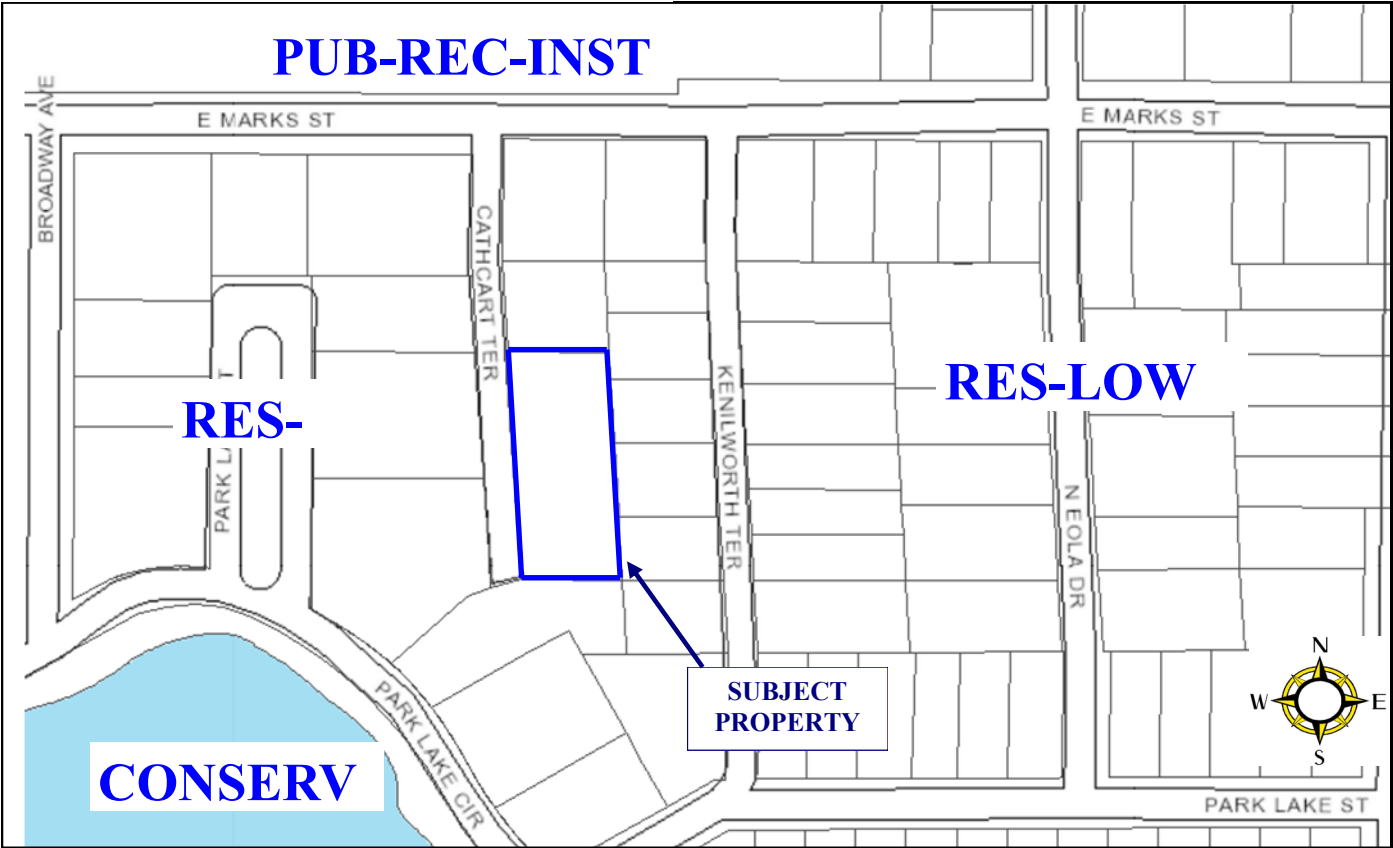 PUB-REC-INST
BROADWAY AVE
E MARKS ST
E MARKS ST
CATHCART TER
RES-
RES-LOW
PARK
KENILWORTH TER
N EOLA DR
SUBJECT
PROPERTY
N
W
E
S
PARK LAKE CIR
CONSERV
PARK LAKE ST